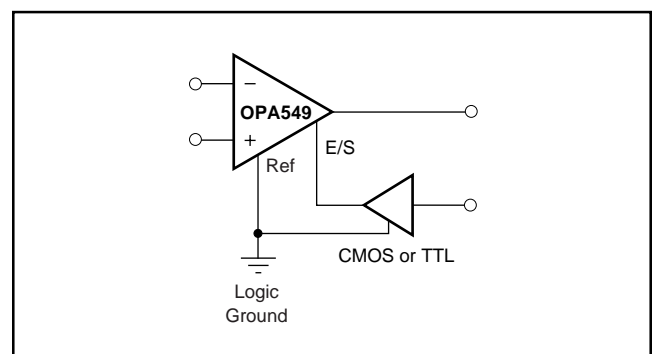 −
OPA549
+
Ref
E/S
CMOS or TTL
Logic
Ground